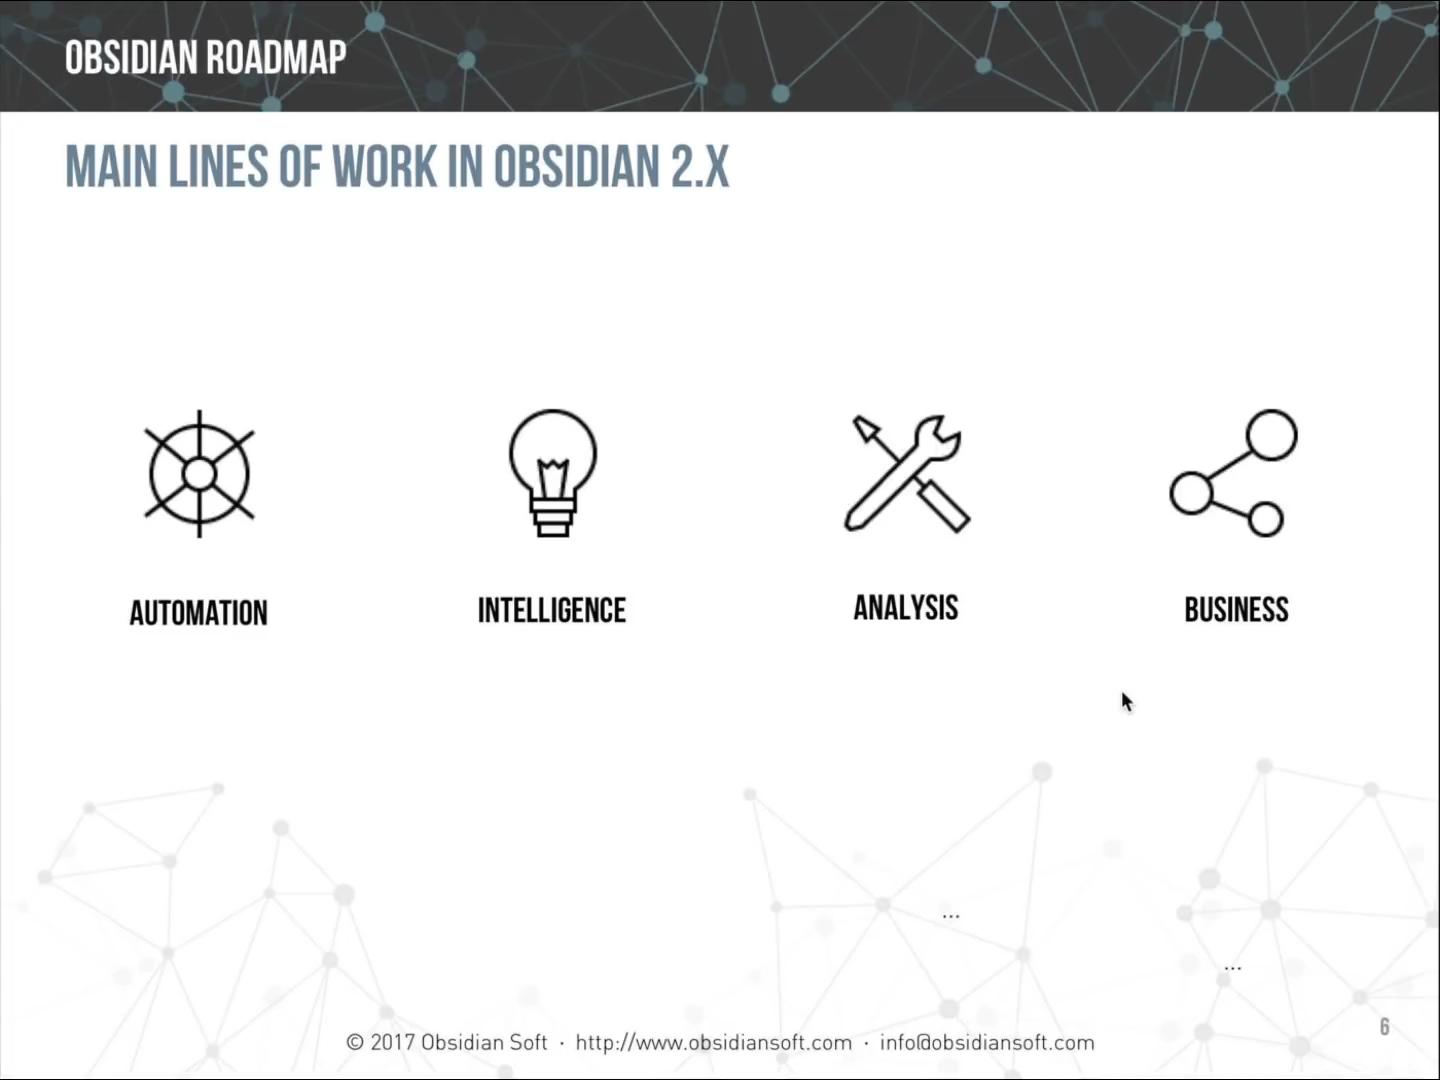 OBSIDIAN ROADMAP
MAIN LINES OF WORK IN OBSIDIAN 2.X
AUTOMATION
INTELLIGENCE
ANALYSIS
BUSINESS
...
...
6
© 2017 Obsidian Soft · http://www.obsidiansoft.com · info@obsidiansoft.com